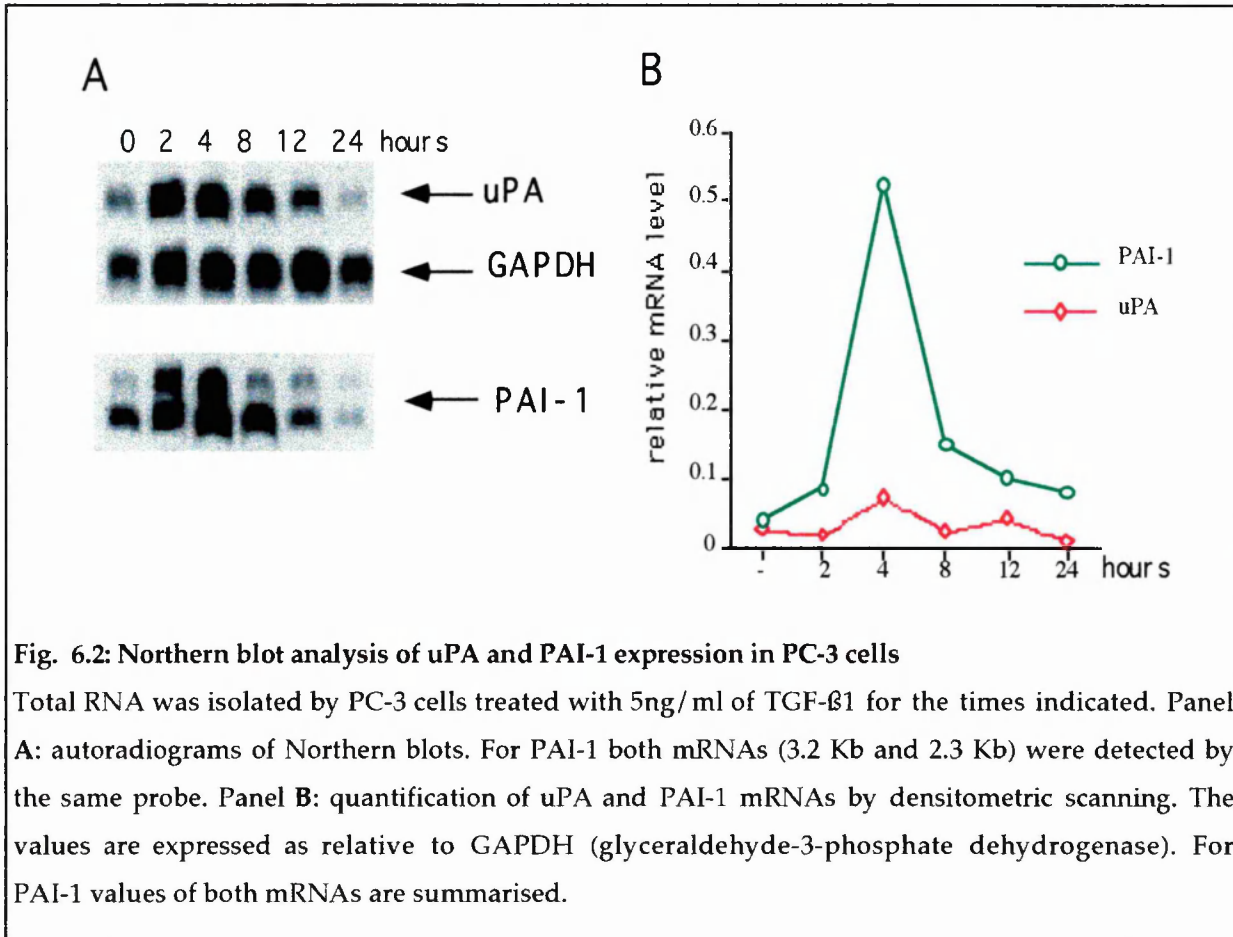 A
0 2 4 8 12 24 hours
uPA
GAPDH
PAI-1
B
0.6
0.5
0.4
0.3
0.2
0.1
0
relative mRNA level
- 2 4 8 12 24 hours
PAI-1
uPA
Fig. 6.2: Northern blot analysis of uPA and PAI-1 expression in PC-3 cells
Total RNA was isolated by PC-3 cells treated with 5ng/ml of TGF-ß1 for the times indicated. Panel
A: autoradiograms of Northern blots. For PAI-1 both mRNAs (3.2 Kb and 2.3 Kb) were detected by
the same probe. Panel B: quantification of uPA and PAI-1 mRNAs by densitometric scanning. The
values are expressed as relative to GAPDH (glyceraldehyde-3-phosphate dehydrogenase). For
PAI-1 values of both mRNAs are summarised.